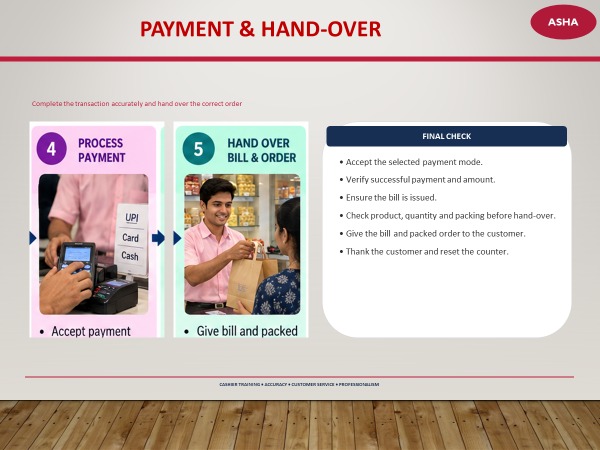 PAYMENT & HAND-OVER
ASHA
Complete the transaction accurately and hand over the correct order
4 PROCESS
PAYMENT
UPI
Card
Cash
• Accept payment
5 HAND OVER
BILL & ORDER
• Give bill and packed
FINAL CHECK
• Accept the selected payment mode.
• Verify successful payment and amount.
• Ensure the bill is issued.
• Check product, quantity and packing before hand-over.
• Give the bill and packed order to the customer.
• Thank the customer and reset the counter.
CASHIER TRAINING • ACCURACY • CUSTOMER SERVICE • PROFESSIONALISM